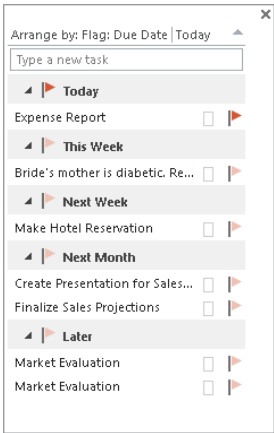 Arrange by: Flag: Due Date | Today
Type a new task
Today
Expense Report
This Week
Bride's mother is diabetic. Re...
Next Week
Make Hotel Reservation
Next Month
Create Presentation for Sales...
Finalize Sales Projections
Later
Market Evaluation
Market Evaluation